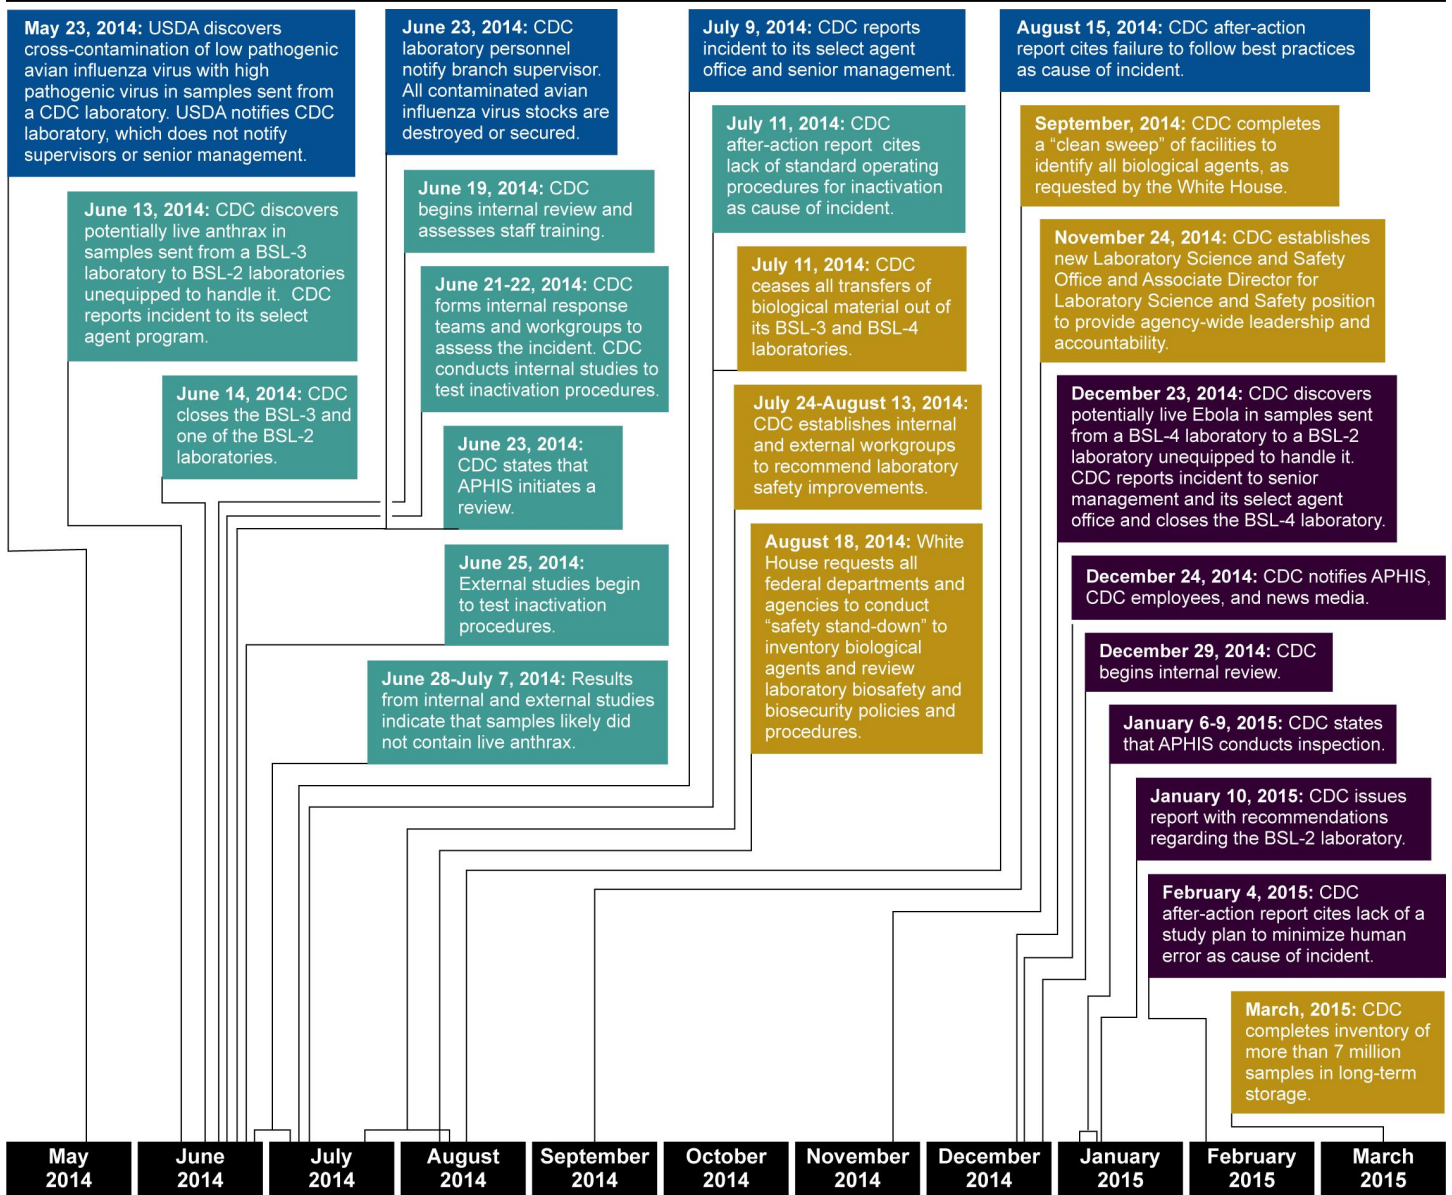 May 23, 2014: USDA discovers
cross-contamination of low pathogenic
avian influenza virus with high
pathogenic virus in samples sent from
a CDC laboratory. USDA notifies CDC
laboratory, which does not notify
supervisors or senior management.
June 13, 2014: CDC discovers
potentially live anthrax in
samples sent from a BSL-3
laboratory to BSL-2 laboratories
unequipped to handle it. CDC
reports incident to its select
agent program.
June 14, 2014: CDC
closes the BSL-3 and
one of the BSL-2
laboratories.
June 23, 2014: CDC
laboratory personnel
notify branch supervisor.
All contaminated avian
influenza virus stocks are
destroyed or secured.
June 19, 2014: CDC
begins internal review and
assesses staff training.
June 21-22, 2014: CDC
forms internal response
teams and workgroups to
assess the incident. CDC
conducts internal studies to
test inactivation procedures.
June 23, 2014:
CDC states that
APHIS initiates a
review.
June 25, 2014:
External studies begin
to test inactivation
procedures.
June 28-July 7, 2014: Results
from internal and external studies
indicate that samples likely did
not contain live anthrax.
July 9, 2014: CDC reports
incident to its select agent
office and senior management.
July 11, 2014: CDC
after-action report cites
lack of standard operating
procedures for inactivation
as cause of incident.
July 11, 2014: CDC
ceases all transfers of
biological material out of
its BSL-3 and BSL-4
laboratories.
July 24-August 13, 2014:
CDC establishes internal
and external workgroups
to recommend laboratory
safety improvements.
August 18, 2014: White
House requests all
federal departments and
agencies to conduct
“safety stand-down” to
inventory biological
agents and review
laboratory biosafety and
biosecurity policies and
procedures.
August 15, 2014: CDC after-action
report cites failure to follow best practices
as cause of incident.
September, 2014: CDC completes
a “clean sweep” of facilities to
identify all biological agents, as
requested by the White House.
November 24, 2014: CDC establishes
new Laboratory Science and Safety
Office and Associate Director for
Laboratory Science and Safety position
to provide agency-wide leadership and
accountability.
December 23, 2014: CDC discovers
potentially live Ebola in samples sent
from a BSL-4 laboratory to a BSL-2
laboratory unequipped to handle it.
CDC reports incident to senior
management and its select agent
office and closes the BSL-4 laboratory.
December 24, 2014: CDC notifies APHIS,
CDC employees, and news media.
December 29, 2014: CDC
begins internal review.
January 6-9, 2015: CDC states
that APHIS conducts inspection.
January 10, 2015: CDC issues
report with recommendations
regarding the BSL-2 laboratory.
February 4, 2015: CDC
after-action report cites lack of a
study plan to minimize human
error as cause of incident.
March, 2015: CDC
completes inventory of
more than 7 million
samples in long-term
storage.
May
2014
June
2014
July
2014
August
2014
September
2014
October
2014
November
2014
December
2014
January
2015
February
2015
March
2015